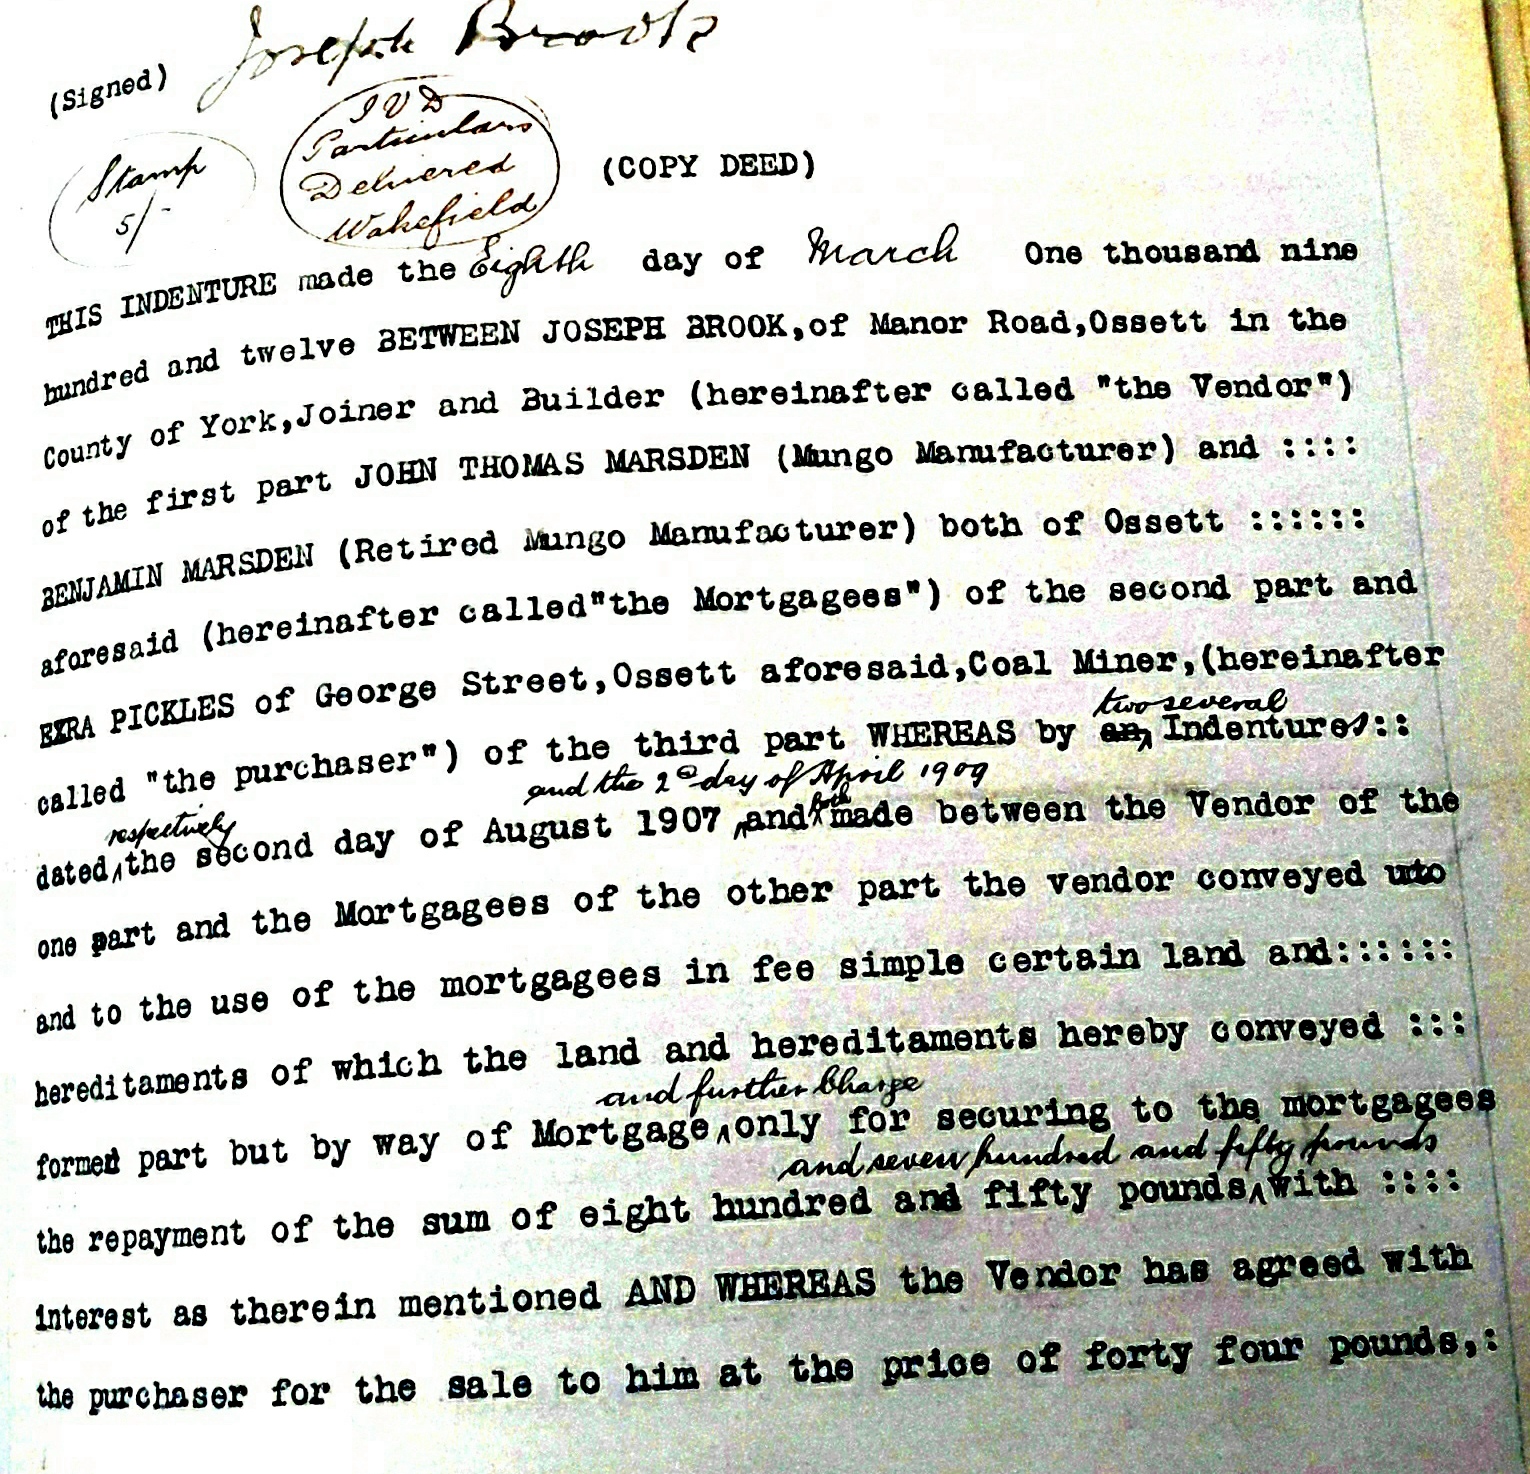 (Signed) Joseph Brook
Stamp
5/-
I V D
Particulars
Delivered
Wakefield
(COPY DEED)
THIS INDENTURE made the Eighth day of March One thousand nine
hundred and twelve BETWEEN JOSEPH BROOK,of Manor Road,Ossett in the
County of York,Joiner and Builder (hereinafter called "the Vendor")
of the first part JOHN THOMAS MARSDEN (Mungo Manufacturer) and ::::
BENJAMIN MARSDEN (Retired Mungo Manufacturer) both of Ossett ::::::
aforesaid (hereinafter called"the Mortgagees") of the second part and
EZRA PICKLES of George Street,Ossett aforesaid,Coal Miner,(hereinafter
two several
called "the purchaser") of the third part WHEREAS by an Indentures::
and the 2nd day of April 1909
respectively both
dated the second day of August 1907 and made between the Vendor of the
one part and the Mortgagees of the other part the vendor conveyed unto
and to the use of the mortgagees in fee simple certain land and::::::
hereditaments of which the land and hereditaments hereby conveyed :::
and further Charge
formed part but by way of Mortgage only for securing to the mortgagees
and seven hundred and fifty pounds
the repayment of the sum of eight hundred and fifty pounds with ::::
interest as therein mentioned AND WHEREAS the Vendor has agreed with
the purchaser for the sale to him at the price of forty four pounds,: